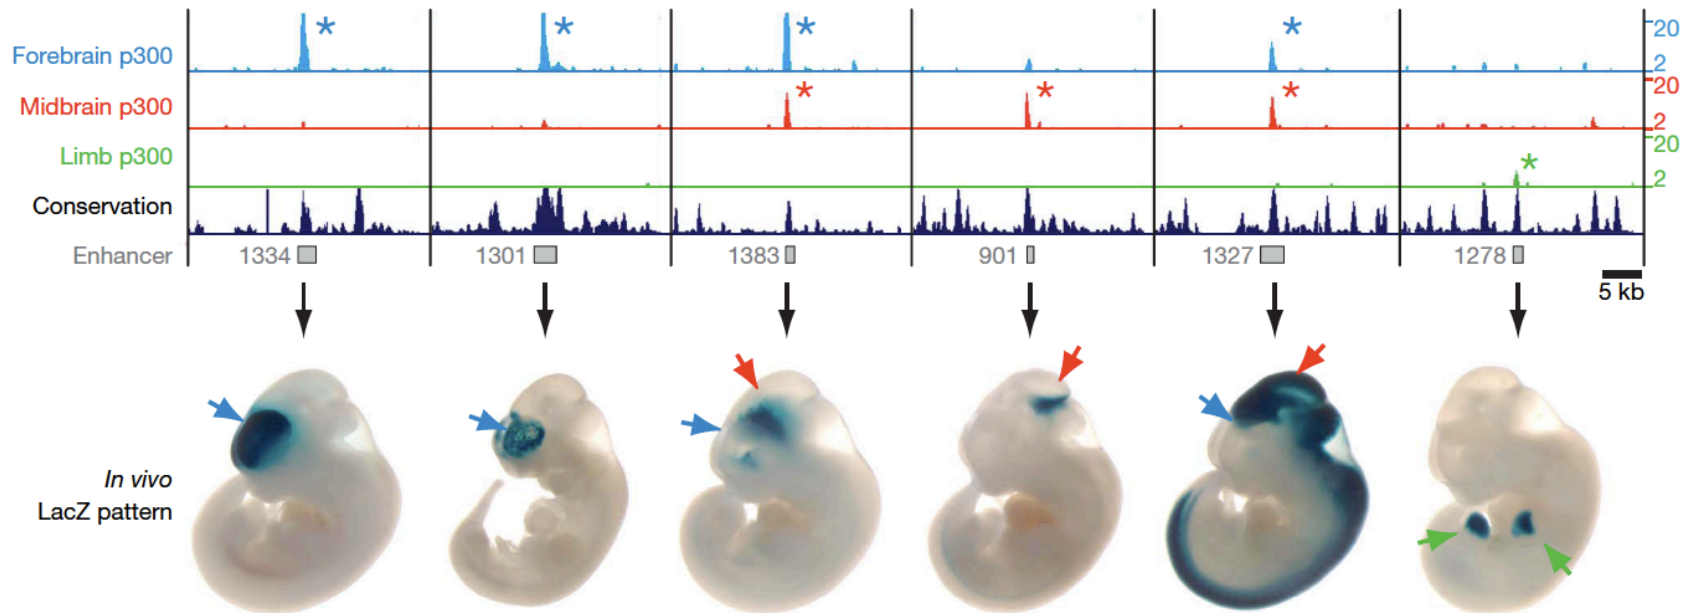 Forebrain p300 * * * * 20
2
Midbrain p300 * * * 20
2
Limb p300 * 20
2
Conservation
Enhancer 1334 1301 1383 901 1327 1278
5 kb
In vivo
LacZ pattern